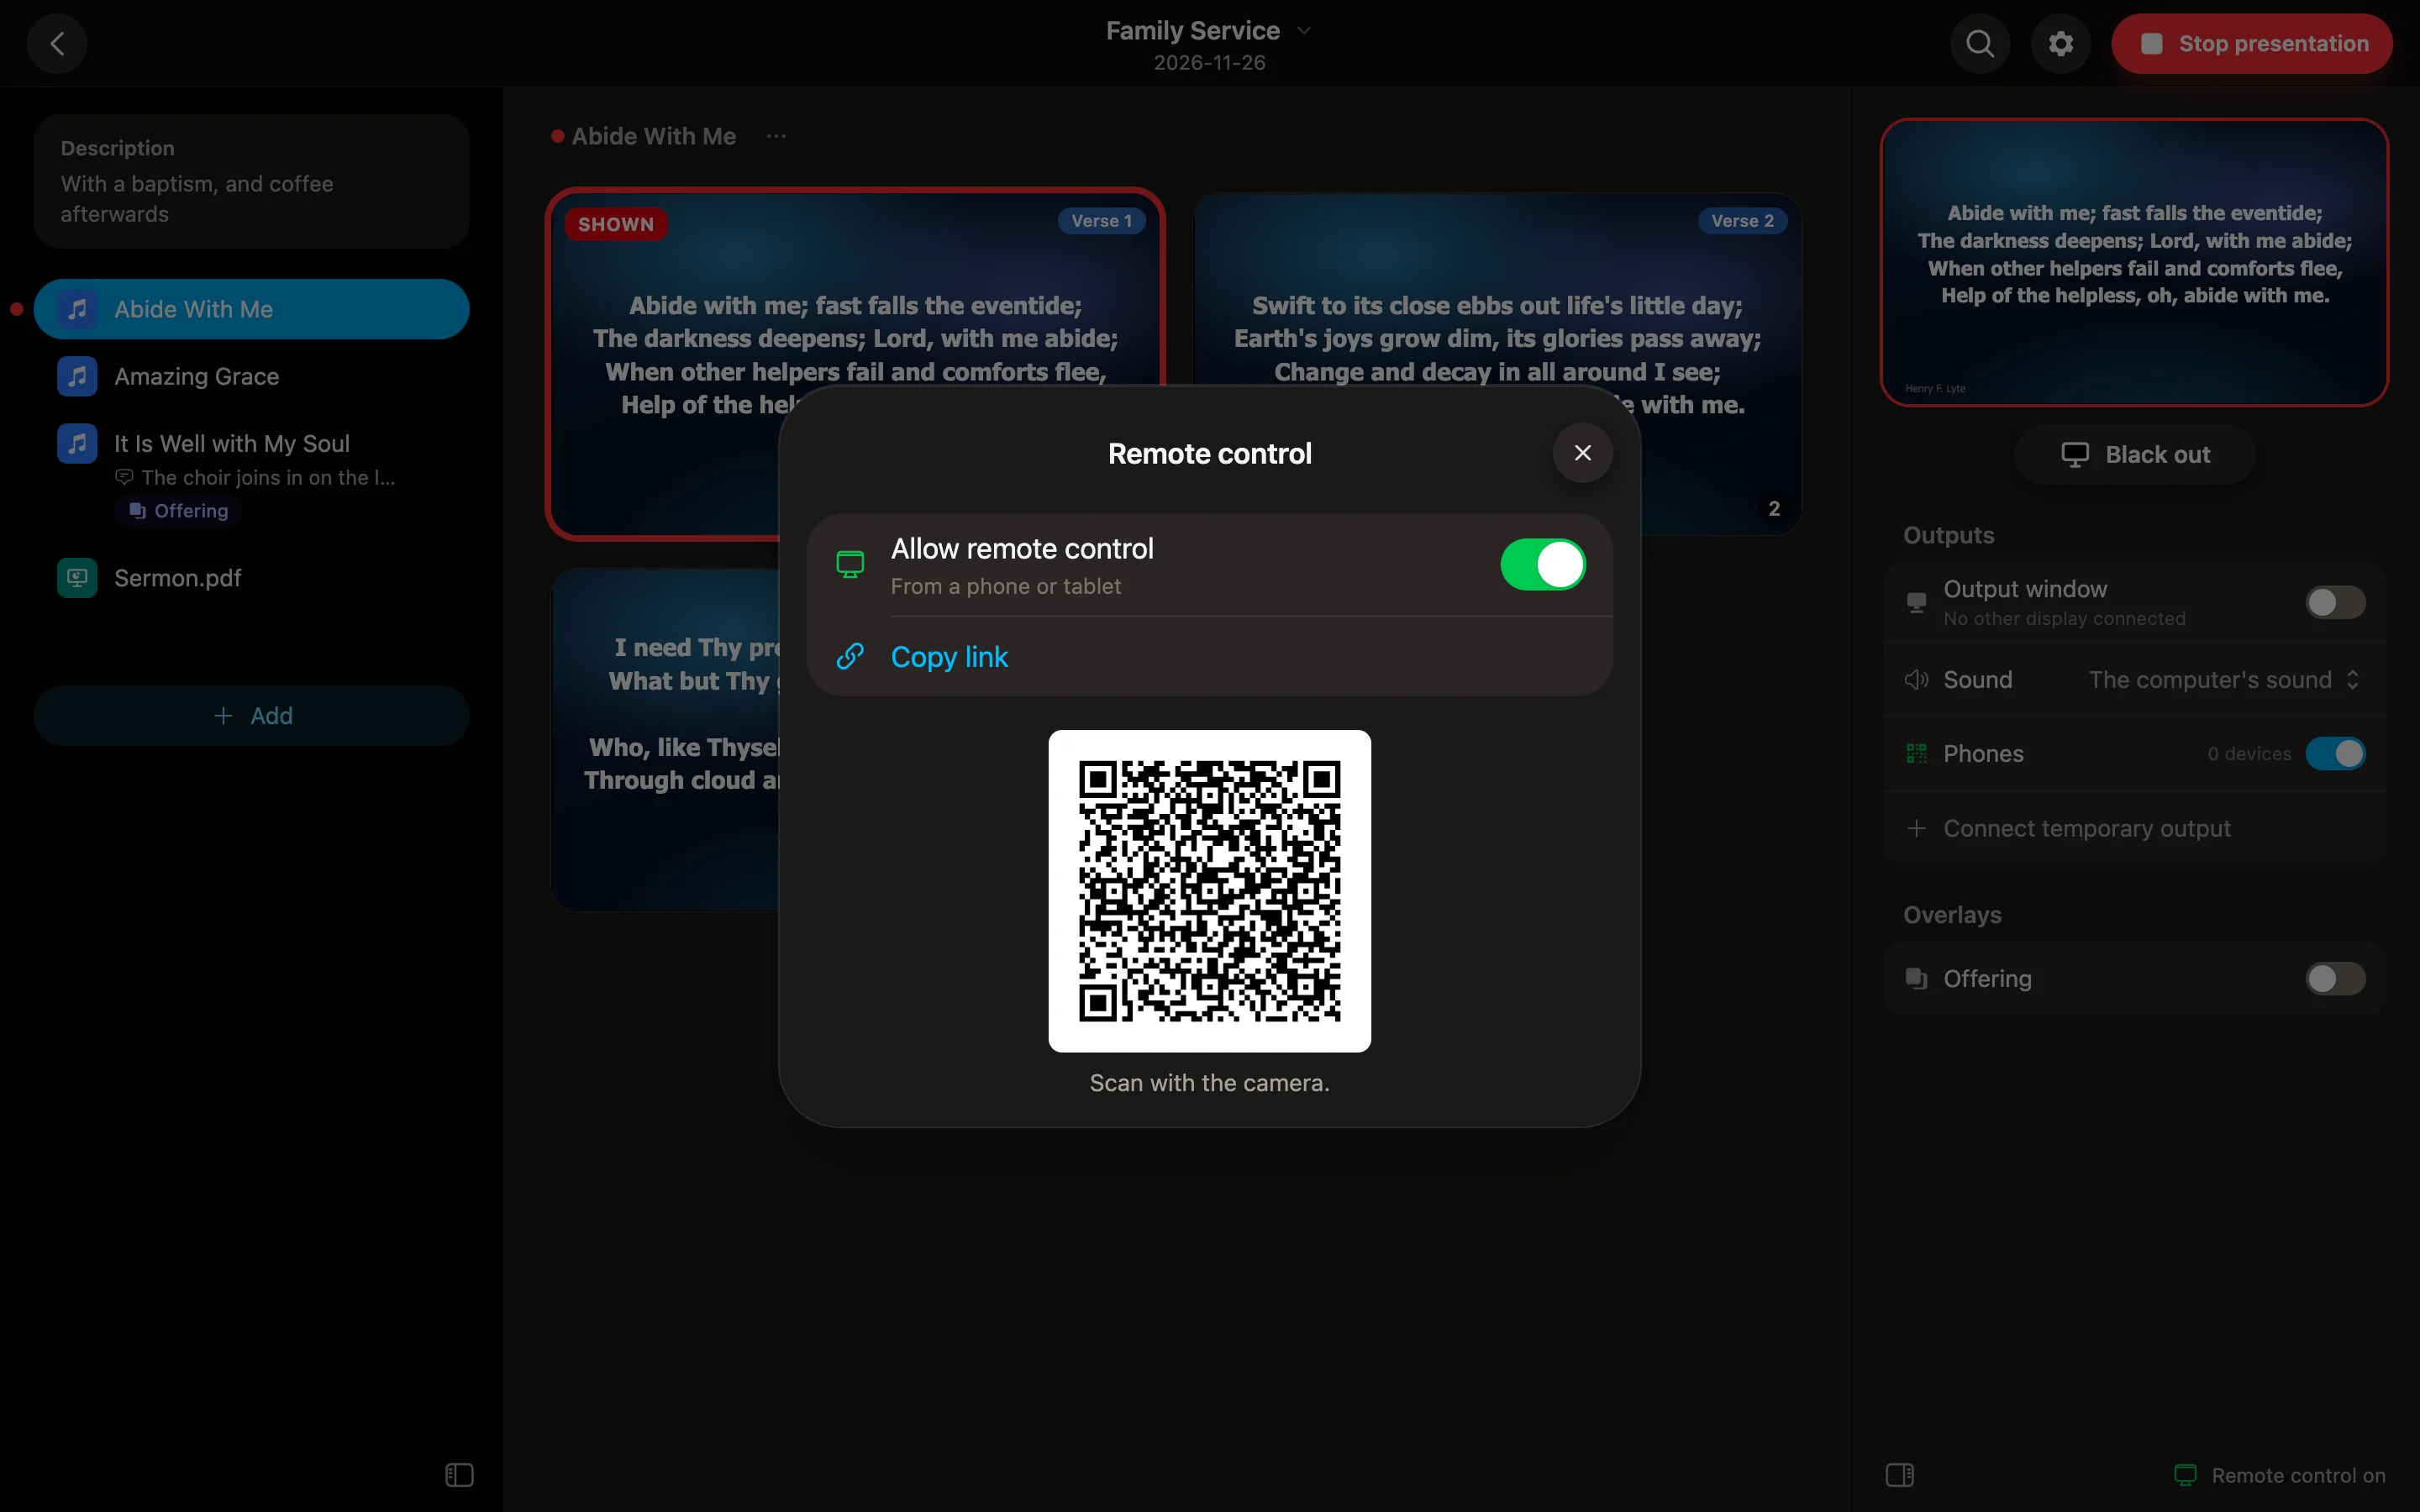 Family Service
2026-11-26
Stop presentation
Description
With a baptism, and coffee
afterwards
Abide With Me
Amazing Grace
It Is Well with My Soul
The choir joins in on the l...
Offering
Sermon.pdf
Add
Abide With Me
SHOWN
Verse 1
Abide with me; fast falls the eventide;
The darkness deepens; Lord, with me abide;
When other helpers fail and comforts flee,
Help of the
Verse 2
Swift to its close ebbs out life's little day;
Earth's joys grow dim, its glories pass away;
Change and decay in all around I see;
with me.
2
I need Thy
What but Thy
Who, like
Through cloud
Remote control
Allow remote control
From a phone or tablet
Copy link
Scan with the camera.
Abide with me; fast falls the eventide;
The darkness deepens; Lord, with me abide;
When other helpers fail and comforts flee,
Help of the helpless, oh, abide with me.
Henry F. Lyte
Black out
Outputs
Output window
No other display connected
Sound
The computer's sound
Phones
0 devices
Connect temporary output
Overlays
Offering
Remote control on